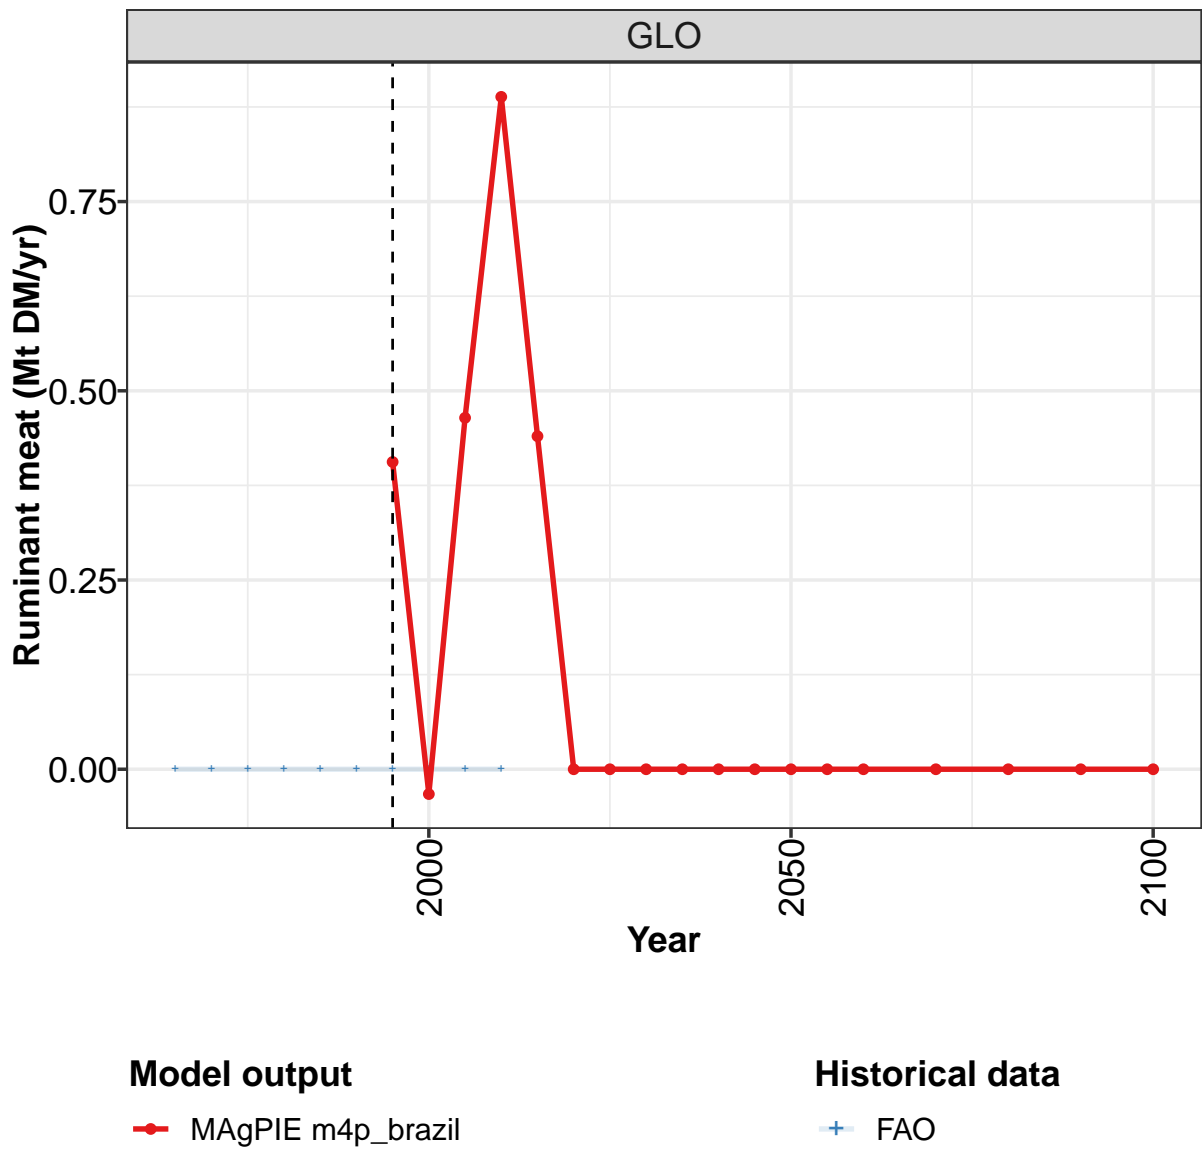 GLO
Ruminant meat (Mt DM/yr)
0.75
0.50
0.25
0.00
2000
2050
2100
Year
Model output
MAgPIE m4p_brazil
Historical data
FAO